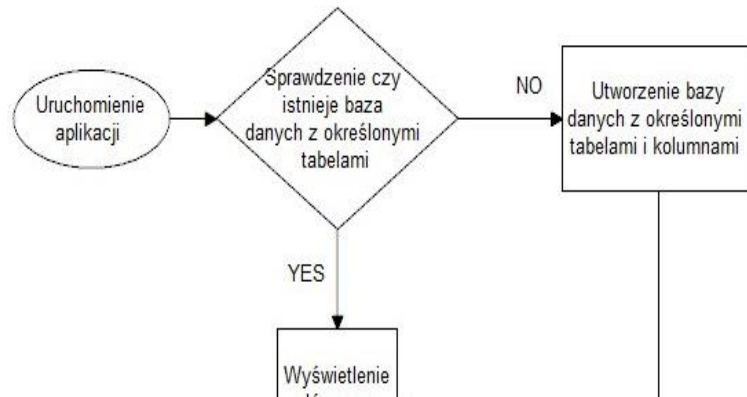 Uruchomienie
aplikacji
Sprawdzenie czy
istnieje baza
danych z określonymi
tabelami
NO
Utworzenie bazy
danych z określonymi
tabelami i kolumnami
YES
Wyświetlenie